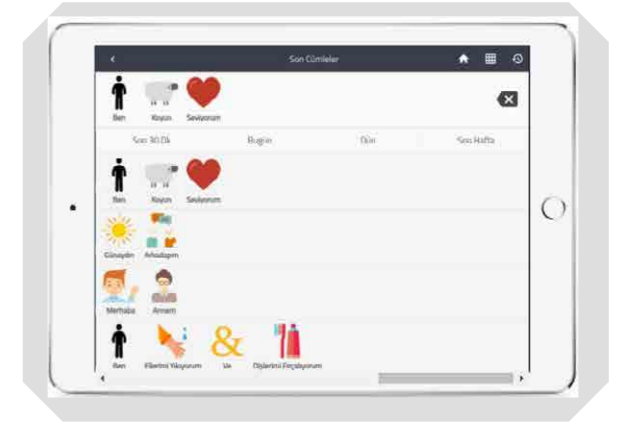 Son Cümleler
Ben Koyun Seviyorum
Son 30 Dk Bugün Dün Son Hafta
Ben Koyun Seviyorum
Günaydın Arkadaşım
Merhaba Annem
Ben Ellerimi Yıkıyorum Ve Dişlerimi Fırçalıyorum